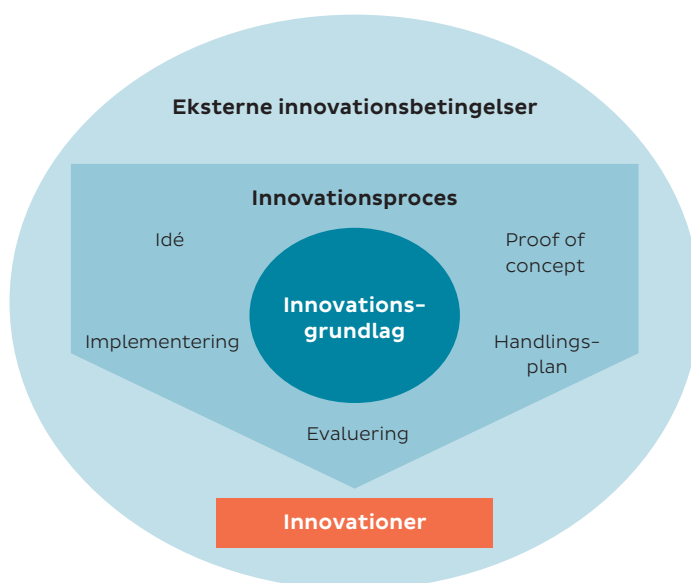 Eksterne innovationsbetingelser
Innovationsproces
Idé
Proof of
concept
Innovations-
grundlag
Implementering
Handlings-
plan
Evaluering
Innovationer